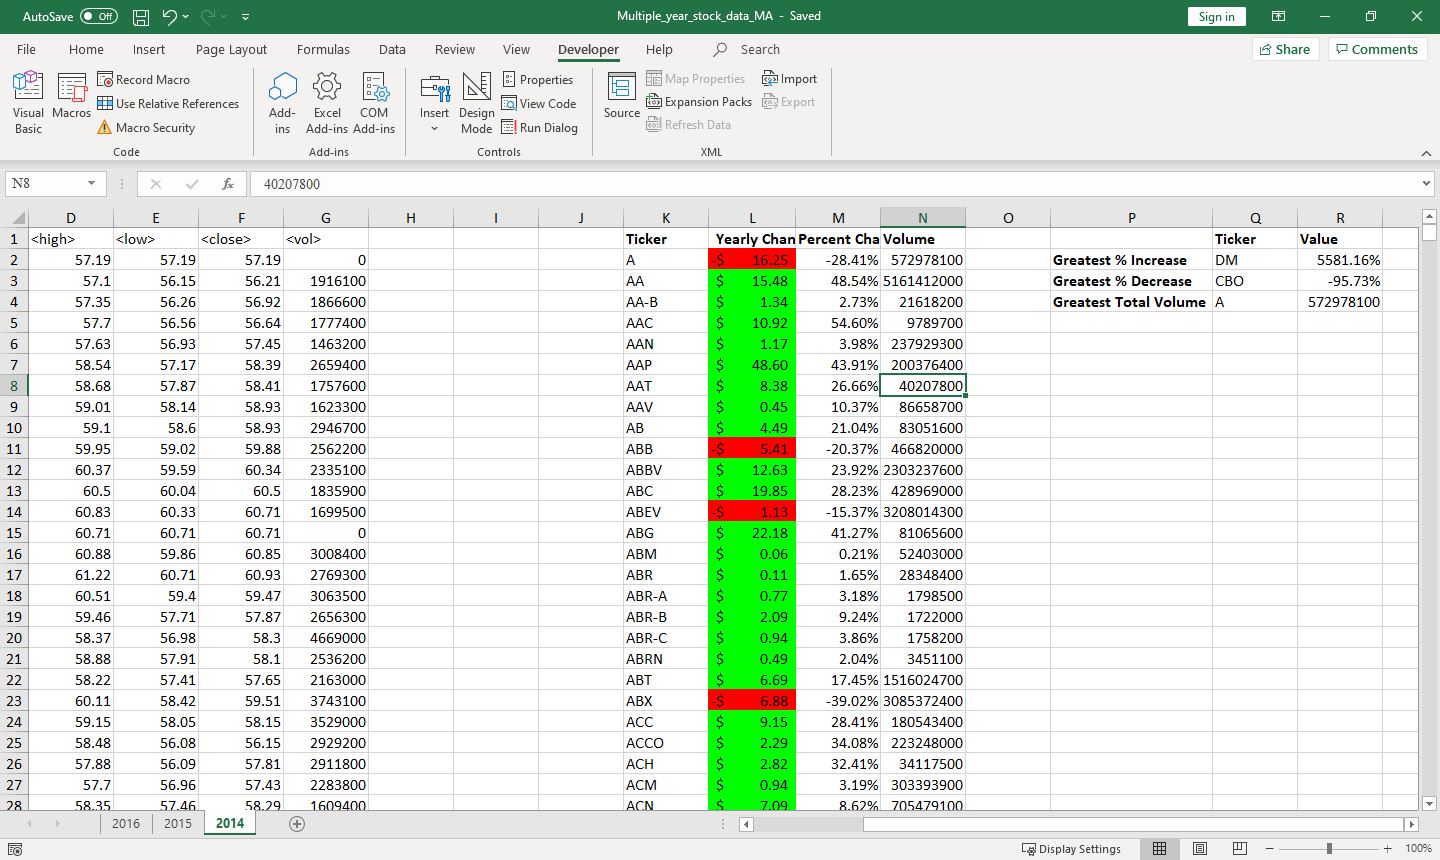 AutoSave Off Multiple_year_stock_data_MA - Saved Sign in
File Home Insert Page Layout Formulas Data Review View Developer Help Search Share Comments
Visual Basic
Macros
Record Macro
Use Relative References
Macro Security
Code
Add-ins
Excel Add-ins
COM Add-ins
Add-ins
Insert
Design Mode
Properties
View Code
Run Dialog
Controls
Source
Map Properties
Expansion Packs
Refresh Data
Import
Export
XML
N8 fx 40207800
D E F G H I J K L M N O P Q R
1 <high> <low> <close> <vol> Ticker Yearly Chan Percent Cha Volume Ticker Value
2 57.19 57.19 57.19 0 A -$ 16.25 -28.41% 572978100 Greatest % Increase DM 5581.16%
3 57.1 56.15 56.21 1916100 AA $ 15.48 48.54% 5161412000 Greatest % Decrease CBO -95.73%
4 57.35 56.26 56.92 1866600 AA-B $ 1.34 2.73% 21618200 Greatest Total Volume A 572978100
5 57.7 56.56 56.64 1777400 AAC $ 10.92 54.60% 9789700
6 57.63 56.93 57.45 1463200 AAN $ 1.17 3.98% 237929300
7 58.54 57.17 58.39 2659400 AAP $ 48.60 43.91% 200376400
8 58.68 57.87 58.41 1757600 AAT $ 8.38 26.66% 40207800
9 59.01 58.14 58.93 1623300 AAV $ 0.45 10.37% 86658700
10 59.1 58.6 58.93 2946700 AB $ 4.49 21.04% 83051600
11 59.95 59.02 59.88 2562200 ABB -$ 5.41 -20.37% 466820000
12 60.37 59.59 60.34 2335100 ABBV $ 12.63 23.92% 2303237600
13 60.5 60.04 60.5 1835900 ABC $ 19.85 28.23% 428969000
14 60.83 60.33 60.71 1699500 ABEV -$ 1.13 -15.37% 3208014300
15 60.71 60.71 60.71 0 ABG $ 22.18 41.27% 81065600
16 60.88 59.86 60.85 3008400 ABM $ 0.06 0.21% 52403000
17 61.22 60.71 60.93 2769300 ABR $ 0.11 1.65% 28348400
18 60.51 59.4 59.47 3063500 ABR-A $ 0.77 3.18% 1798500
19 59.46 57.71 57.87 2656300 ABR-B $ 2.09 9.24% 1722000
20 58.37 56.98 58.3 4669000 ABR-C $ 0.94 3.86% 1758200
21 58.88 57.91 58.1 2536200 ABRN $ 0.49 2.04% 3451100
22 58.22 57.41 57.65 2163000 ABT $ 6.69 17.45% 1516024700
23 60.11 58.42 59.51 3743100 ABX -$ 6.88 -39.02% 3085372400
24 59.15 58.05 58.15 3529000 ACC $ 9.15 28.41% 180543400
25 58.48 56.08 56.15 2929200 ACCO $ 2.29 34.08% 223248000
26 57.88 56.09 57.81 2911800 ACH $ 2.82 32.41% 34117500
27 57.7 56.96 57.43 2283800 ACM $ 0.94 3.19% 303393900
28 58.35 57.46 58.29 1609400 ACN $ 7.09 8.62% 705479100
2016 2015 2014
Display Settings 100%